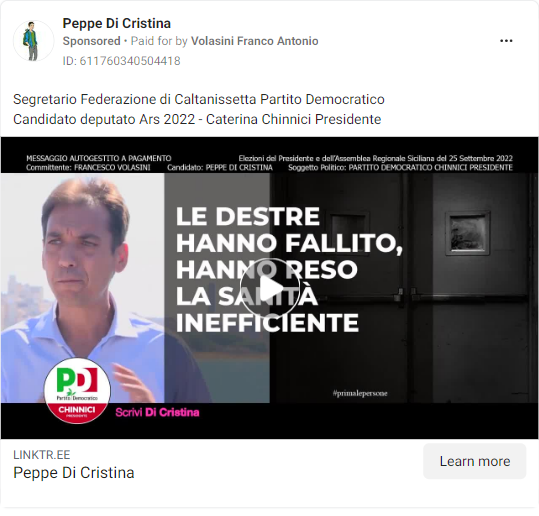 Peppe Di Cristina
Sponsored • Paid for by Volasini Franco Antonio
ID: 611760340504418
Segretario Federazione di Caltanissetta Partito Democratico
Candidato deputato Ars 2022 - Caterina Chinnici Presidente
MESSAGGIO AUTOGESTITO A PAGAMENTO
Elezioni del Presidente e dell'Assemblea Regionale Siciliana del 25 Settembre 2022
Committente: FRANCESCO VOLASINI
Candidato: PEPPE DI CRISTINA
Soggetto Politico: PARTITO DEMOCRATICO CHINNICI PRESIDENTE
LE DESTRE
HANNO FALLITO,
HANNO RESO
LA SANITÀ
INEFFICIENTE
#primalepersone
PD
Partito Democratico
CHINNICI
PRESIDENTE
Scrivi Di Cristina
LINKTR.EE
Peppe Di Cristina
Learn more